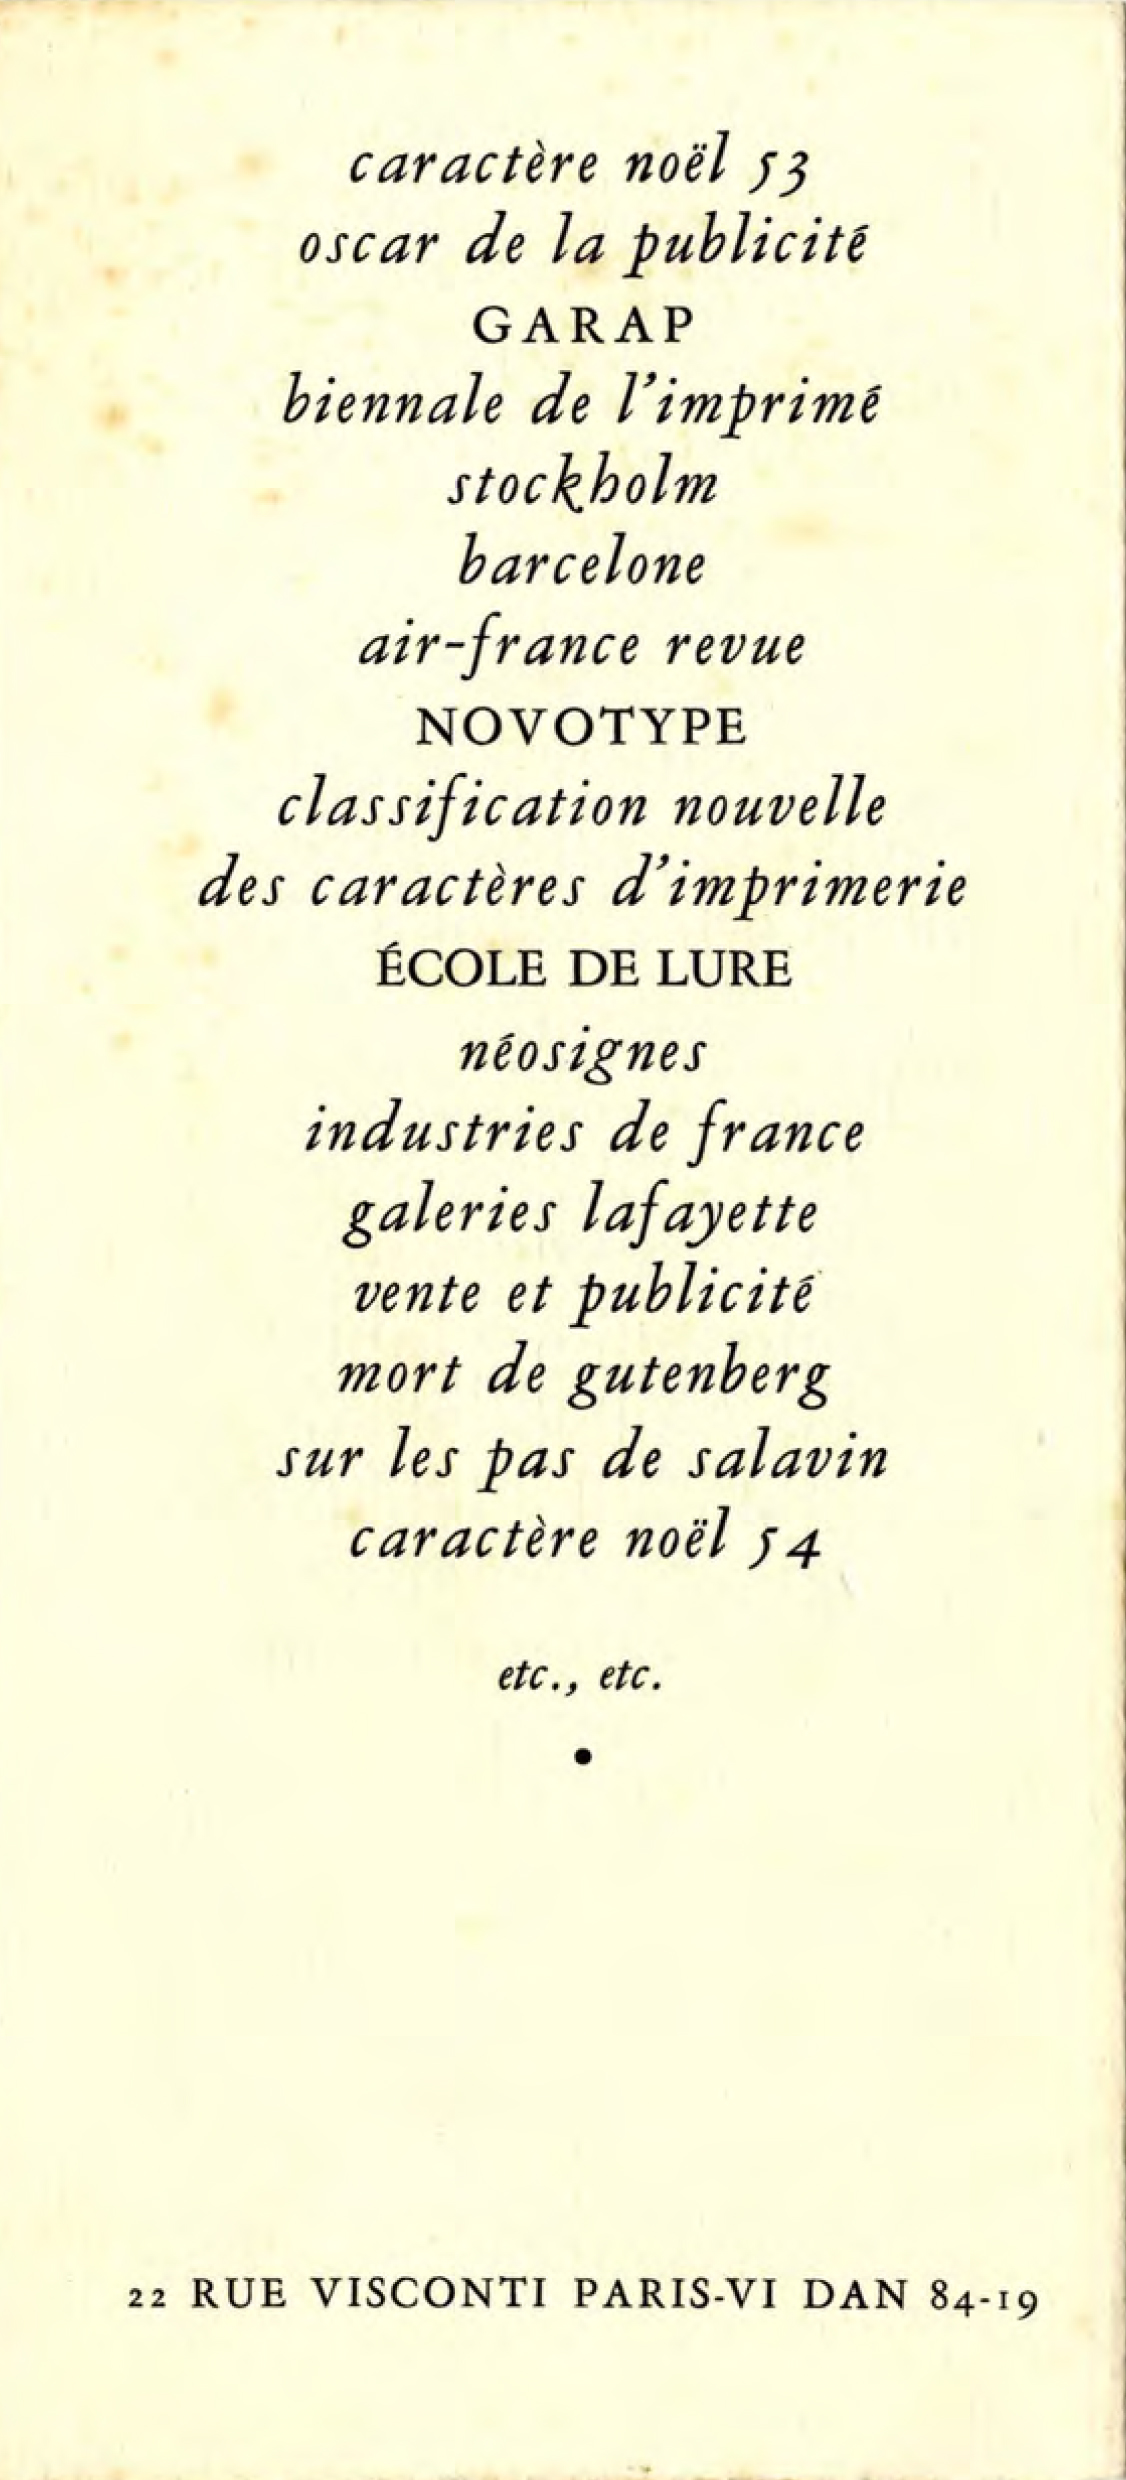 caractère noël 53
oscar de la publicité
GARAP
biennale de l'imprimé
stockholm
barcelone
air-france revue
NOVOTYPE
classification nouvelle
des caractères d'imprimerie
ÉCOLE DE LURE
néosignes
industries de france
galeries lafayette
vente et publicité
mort de gutenberg
sur les pas de salavin
caractère noël 54
etc., etc.
•
22 RUE VISCONTI PARIS-VI DAN 84-19